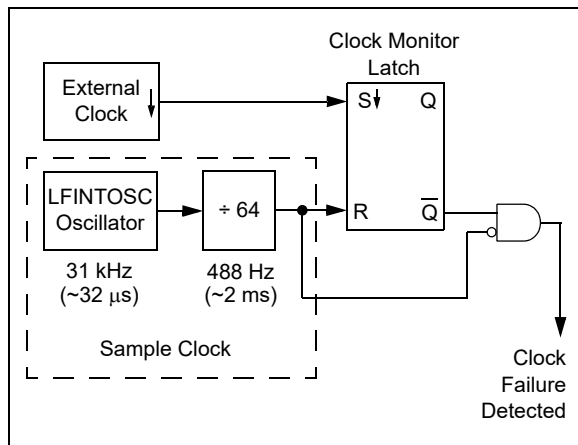 Clock Monitor
Latch
External
Clock
S
Q
LFINTOSC
Oscillator
÷ 64
R
Q̅
31 kHz
(~32 μs)
488 Hz
(~2 ms)
Sample Clock
Clock
Failure
Detected